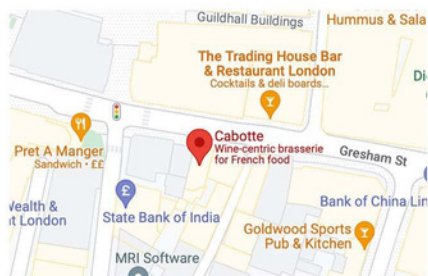 Guildhall Buildings
Hummus & Sala
The Trading House Bar
& Restaurant London
Cocktails & deli boards...
Di
Cabotte
Wine-centric brasserie
for French food
Pret A Manger
Sandwich • ££
Gresham St
Wealth &
nt London
£
State Bank of India
Bank of China Lin
Goldwood Sports
Pub & Kitchen
MRI Software